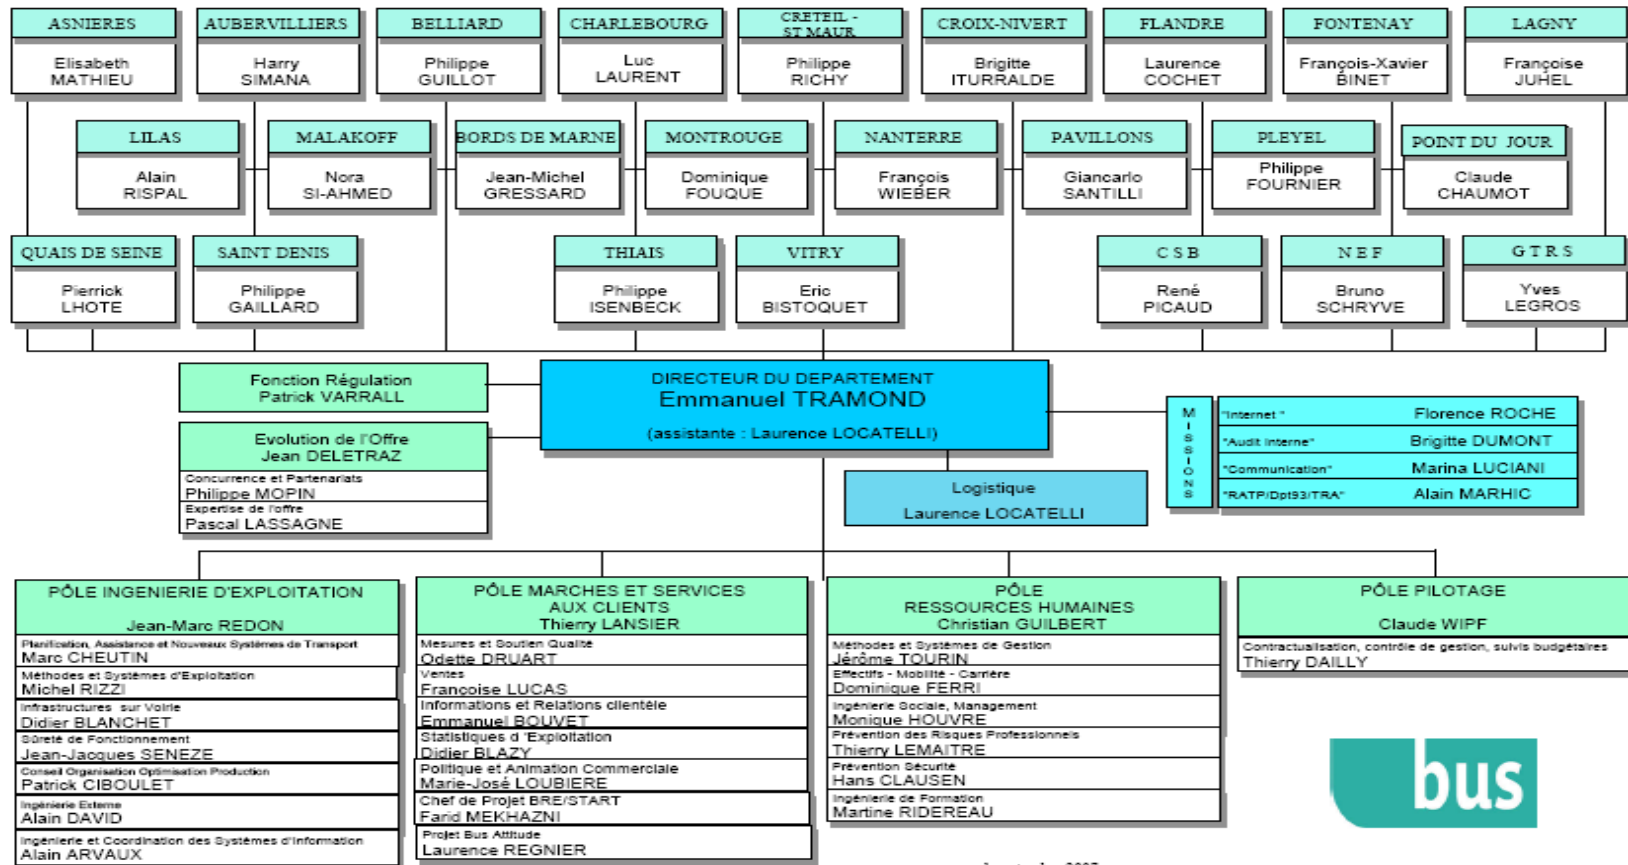 ASNIERES
Elisabeth
MATHIEU
AUBERVILLIERS
Harry
SIMANA
BELLIARD
Philippe
GUILLOT
CHARLEBOURG
Luc
LAURENT
CRETEIL -
ST MAUR
Philippe
RICHY
CROIX-NIVERT
Brigitte
ITURRALDE
FLANDRE
Laurence
COCHET
FONTENAY
François-Xavier
BINET
LAGNY
Françoise
JUHEL
LILAS
Alain
RISPAL
MALAKOFF
Nora
SI-AHMED
BORDS DE MARNE
Jean-Michel
GRESSARD
MONTROUGE
Dominique
FOUQUE
NANTERRE
François
WIEBER
PAVILLONS
Giancarlo
SANTILLI
PLEYEL
Philippe
FOURNIER
POINT DU JOUR
Claude
CHAUMOT
QUAIS DE SEINE
Pierrick
LHOTE
SAINT DENIS
Philippe
GAILLARD
THIAIS
Philippe
ISENBECK
VITRY
Eric
BISTOQUET
C S B
René
PICAUD
N E F
Bruno
SCHRYVE
G T R S
Yves
LEGROS
Fonction Régulation
Patrick VARRALL
DIRECTEUR DU DEPARTEMENT
Emmanuel TRAMOND
(assistante : Laurence LOCATELLI)
Evolution de l'Offre
Jean DELETRAZ
Concurrence et Partenariats
Philippe MOPIN
Expertise de l'offre
Pascal LASSAGNE
Logistique
Laurence LOCATELLI
MISSIONS
"Internet " Florence ROCHE
"Audit Interne" Brigitte DUMONT
"Communication" Marina LUCIANI
"RATP/Dpt93/TRA" Alain MARHIC
PÔLE INGENIERIE D'EXPLOITATION
Jean-Marc REDON
Planification, Assistance et Nouveaux Systèmes de Transport
Marc CHEUTIN
Méthodes et Systèmes d'Exploitation
Michel RIZZI
Infrastructures sur Voirie
Didier BLANCHET
Sûreté de Fonctionnement
Jean-Jacques SENEZE
Conseil Organisation Optimisation Production
Patrick CIBOULET
Ingénierie Externe
Alain DAVID
Ingénierie et Coordination des Systèmes d'Information
Alain ARVAUX
PÔLE MARCHES ET SERVICES
AUX CLIENTS
Thierry LANSIER
Mesures et Soutien Qualité
Odette DRUART
Ventes
Françoise LUCAS
Informations et Relations clientèle
Emmanuel BOUVET
Statistiques d 'Exploitation
Didier BLAZY
Politique et Animation Commerciale
Marie-José LOUBIERE
Chef de Projet BRE/START
Farid MEKHAZNI
Projet Bus Attitude
Laurence REGNIER
PÔLE
RESSOURCES HUMAINES
Christian GUILBERT
Méthodes et Systèmes de Gestion
Jérôme TOURIN
Effectifs - Mobilité - Carrière
Dominique FERRI
Ingénierie Sociale, Management
Monique HOUVRE
Prévention des Risques Professionnels
Thierry LEMAITRE
Prévention Sécurité
Hans CLAUSEN
Ingénierie de Formation
Martine RIDEREAU
PÔLE PILOTAGE
Claude WIPF
Contractualisation, contrôle de gestion, suivis budgétaires
Thierry DAILLY
bus